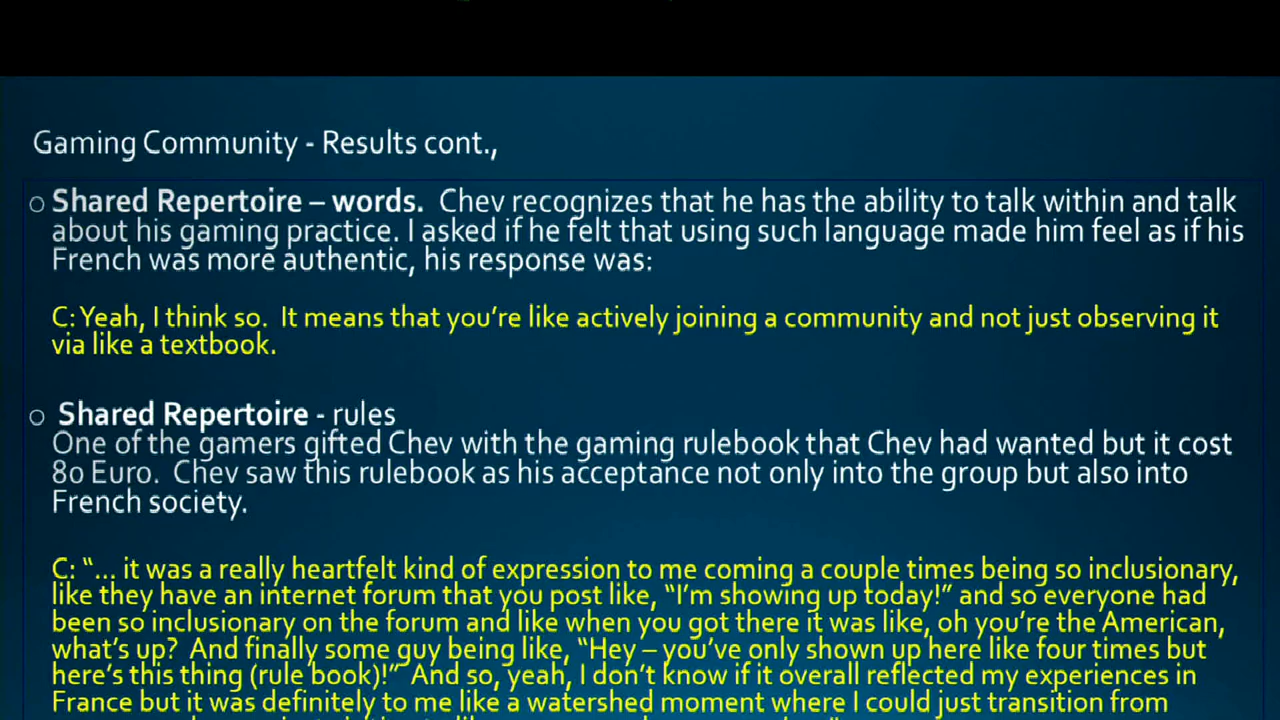 Gaming Community - Results cont.,
o Shared Repertoire – words. Chev recognizes that he has the ability to talk within and talk
about his gaming practice. I asked if he felt that using such language made him feel as if his
French was more authentic, his response was:
C: Yeah, I think so. It means that you’re like actively joining a community and not just observing it
via like a textbook.
o Shared Repertoire - rules
One of the gamers gifted Chev with the gaming rulebook that Chev had wanted but it cost
80 Euro. Chev saw this rulebook as his acceptance not only into the group but also into
French society.
C: “... it was a really heartfelt kind of expression to me coming a couple times being so inclusionary,
like they have an internet forum that you post like, “I’m showing up today!” and so everyone had
been so inclusionary on the forum and like when you got there it was like, oh you’re the American,
what’s up? And finally some guy being like, “Hey – you’ve only shown up here like four times but
here’s this thing (rule book)!” And so, yeah, I don’t know if it overall reflected my experiences in
France but it was definitely to me like a watershed moment where I could just transition from